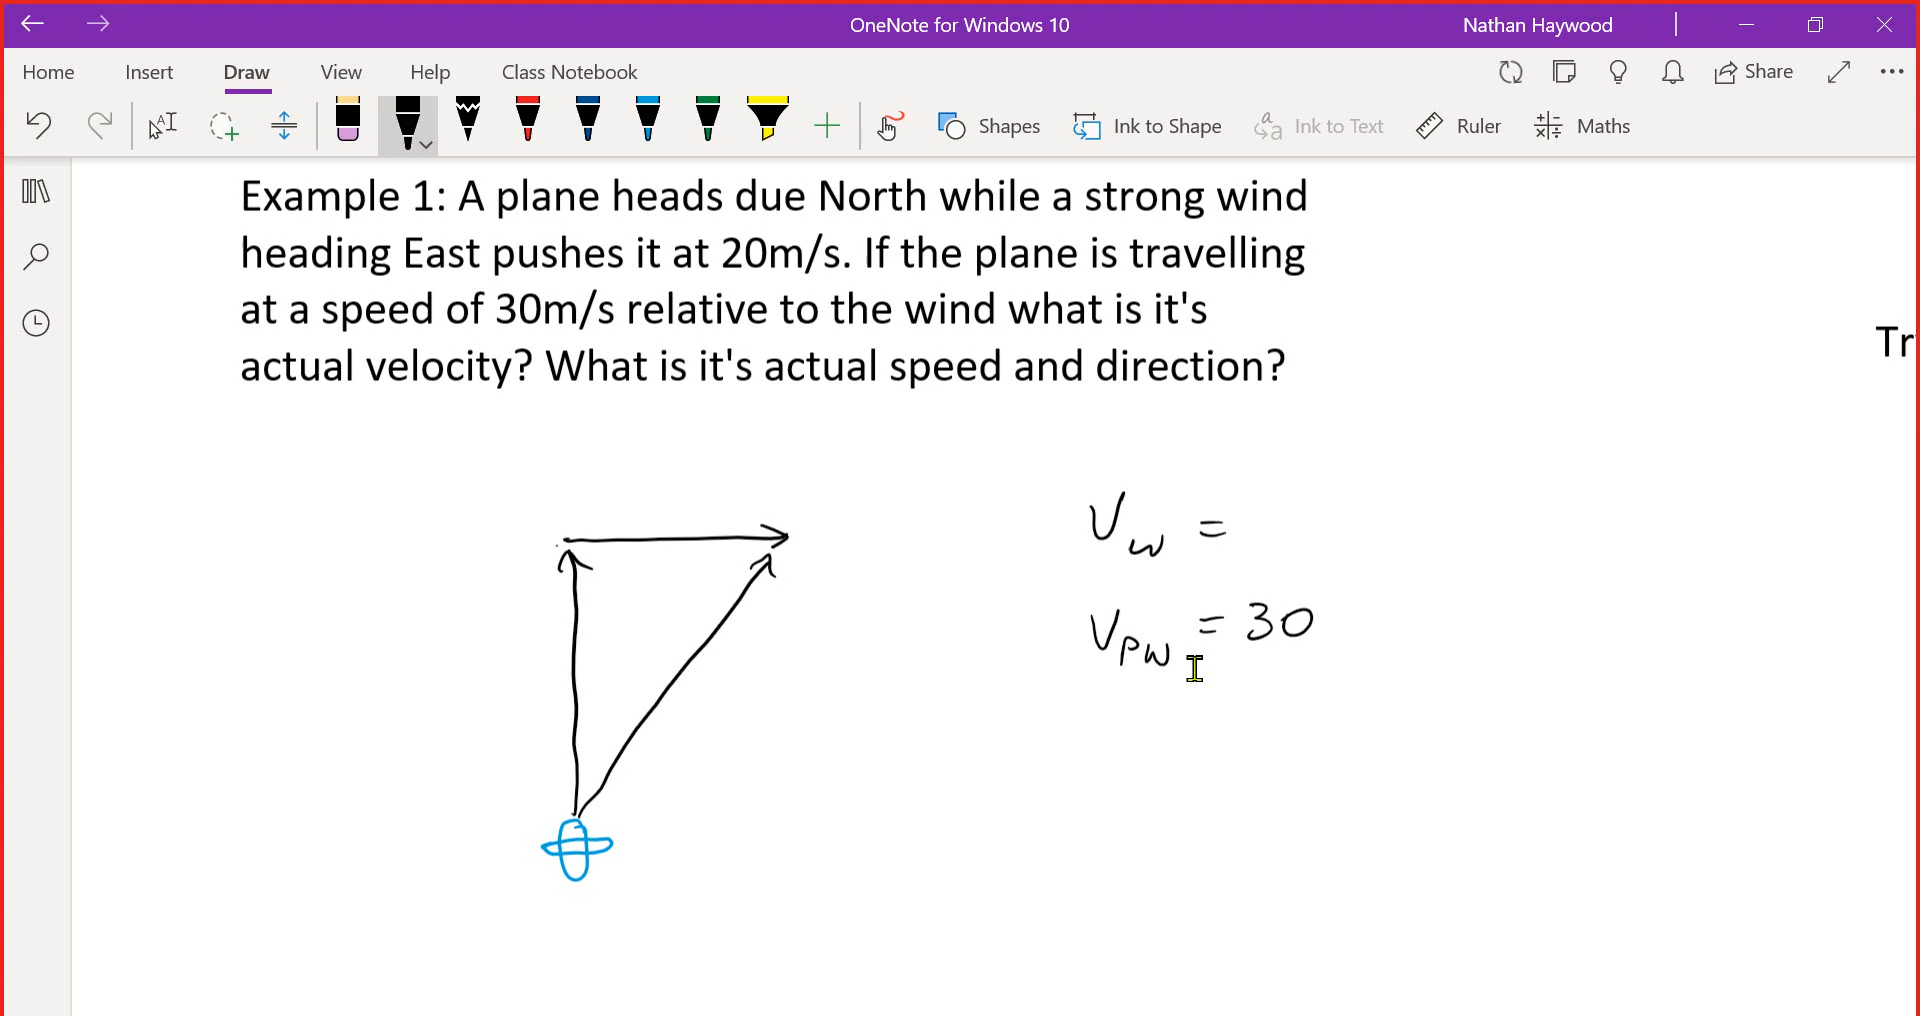 OneNote for Windows 10
Nathan Haywood
Home Insert Draw View Help Class Notebook
Share
Shapes Ink to Shape Ink to Text Ruler Maths
Example 1: A plane heads due North while a strong wind
heading East pushes it at 20m/s. If the plane is travelling
at a speed of 30m/s relative to the wind what is it's
actual velocity? What is it's actual speed and direction?
Tr
Vw =
VPW = 30